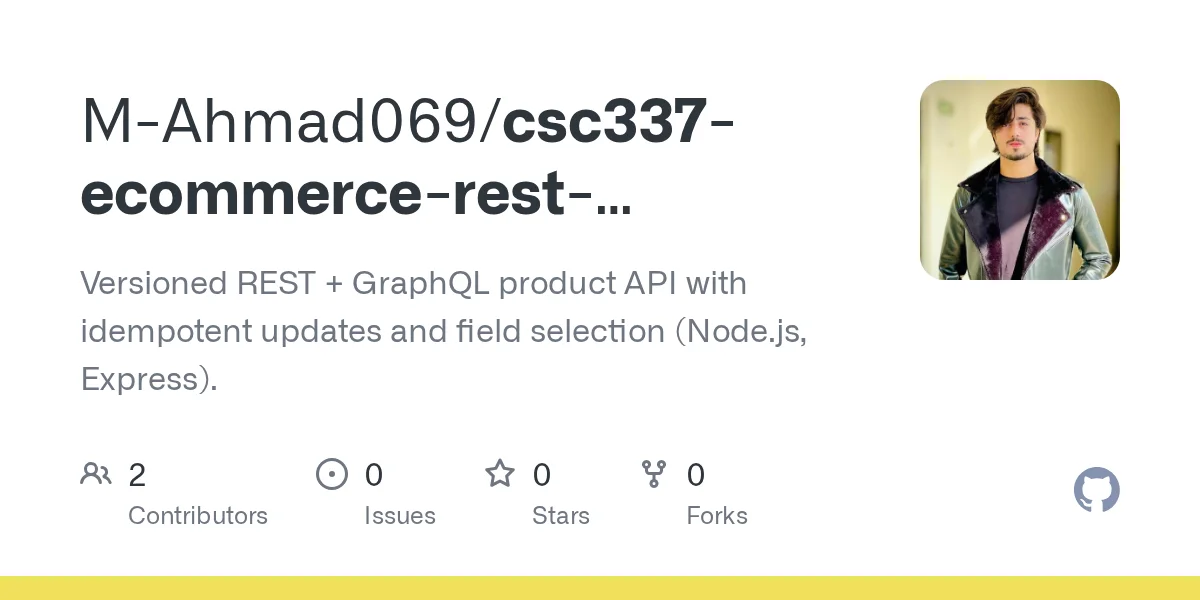 M-Ahmad069/csc337-
ecommerce-rest-...
Versioned REST + GraphQL product API with
idempotent updates and field selection (Node.js,
Express).
2 0 0 0
Contributors Issues Stars Forks